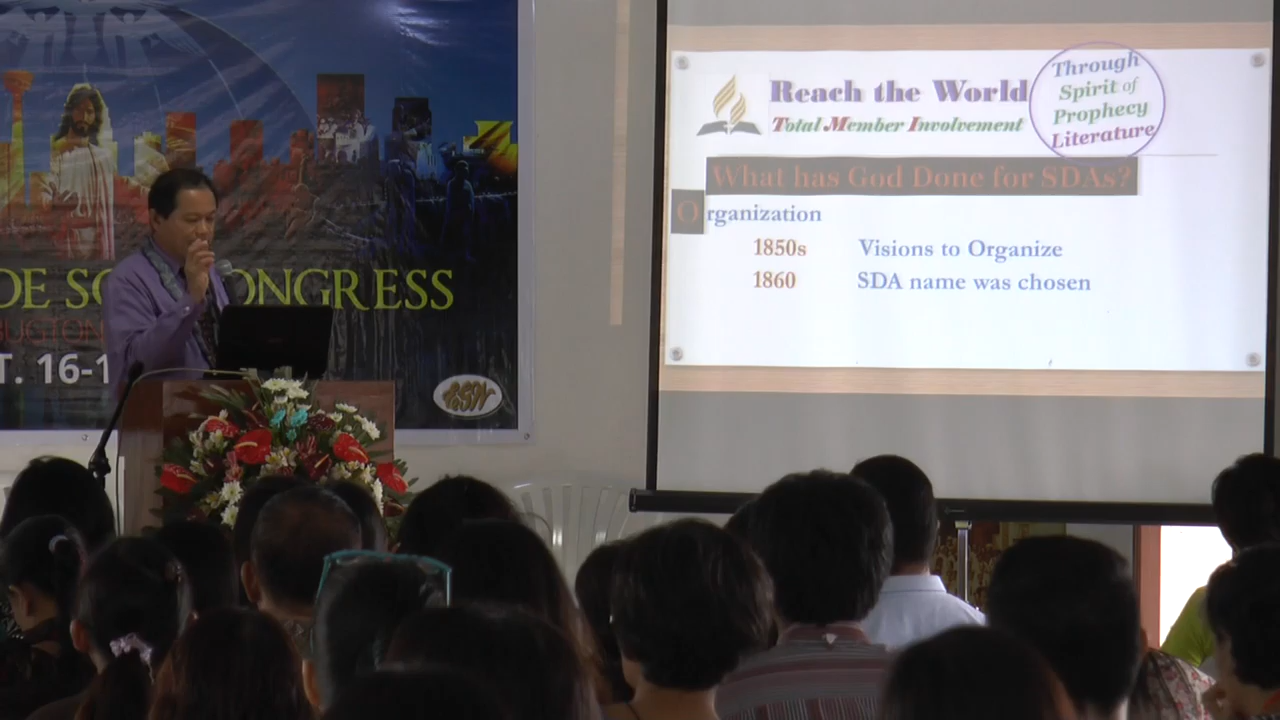 ONGRESS
T. 16-1
Reach the World
Total Member Involvement
Through
Spirit of
Prophecy
Literature
What has God Done for SDAs?
Organization
1850s Visions to Organize
1860 SDA name was chosen